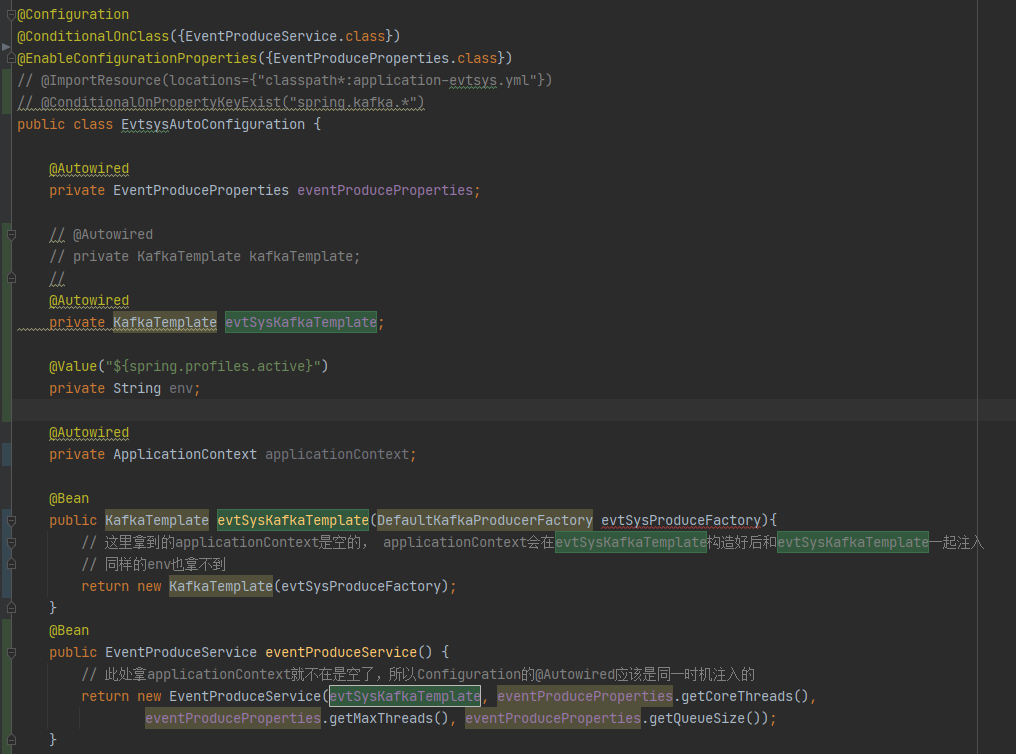 @Configuration
@ConditionalOnClass({EventProduceService.class})
@EnableConfigurationProperties({EventProduceProperties.class})
// @ImportResource(locations={"classpath*:application-evtsys.yml"})
// @ConditionalOnPropertyKeyExist("spring.kafka.*")
public class EvtsysAutoConfiguration {
@Autowired
private EventProduceProperties eventProduceProperties;
// @Autowired
// private KafkaTemplate kafkaTemplate;
//
@Autowired
private KafkaTemplate evtSysKafkaTemplate;
@Value("${spring.profiles.active}")
private String env;
@Autowired
private ApplicationContext applicationContext;
@Bean
public KafkaTemplate evtSysKafkaTemplate(DefaultKafkaProducerFactory evtSysProduceFactory){
// 这里拿到的applicationContext是空的, applicationContext会在evtSysKafkaTemplate构造好后和evtSysKafkaTemplate一起注入
// 同样的env也拿不到
return new KafkaTemplate(evtSysProduceFactory);
}
@Bean
public EventProduceService eventProduceService() {
// 此处拿applicationContext就不在是空了，所以Configuration的@Autowired应该是同一时机注入的
return new EventProduceService(evtSysKafkaTemplate, eventProduceProperties.getCoreThreads(),
eventProduceProperties.getMaxThreads(), eventProduceProperties.getQueueSize());
}